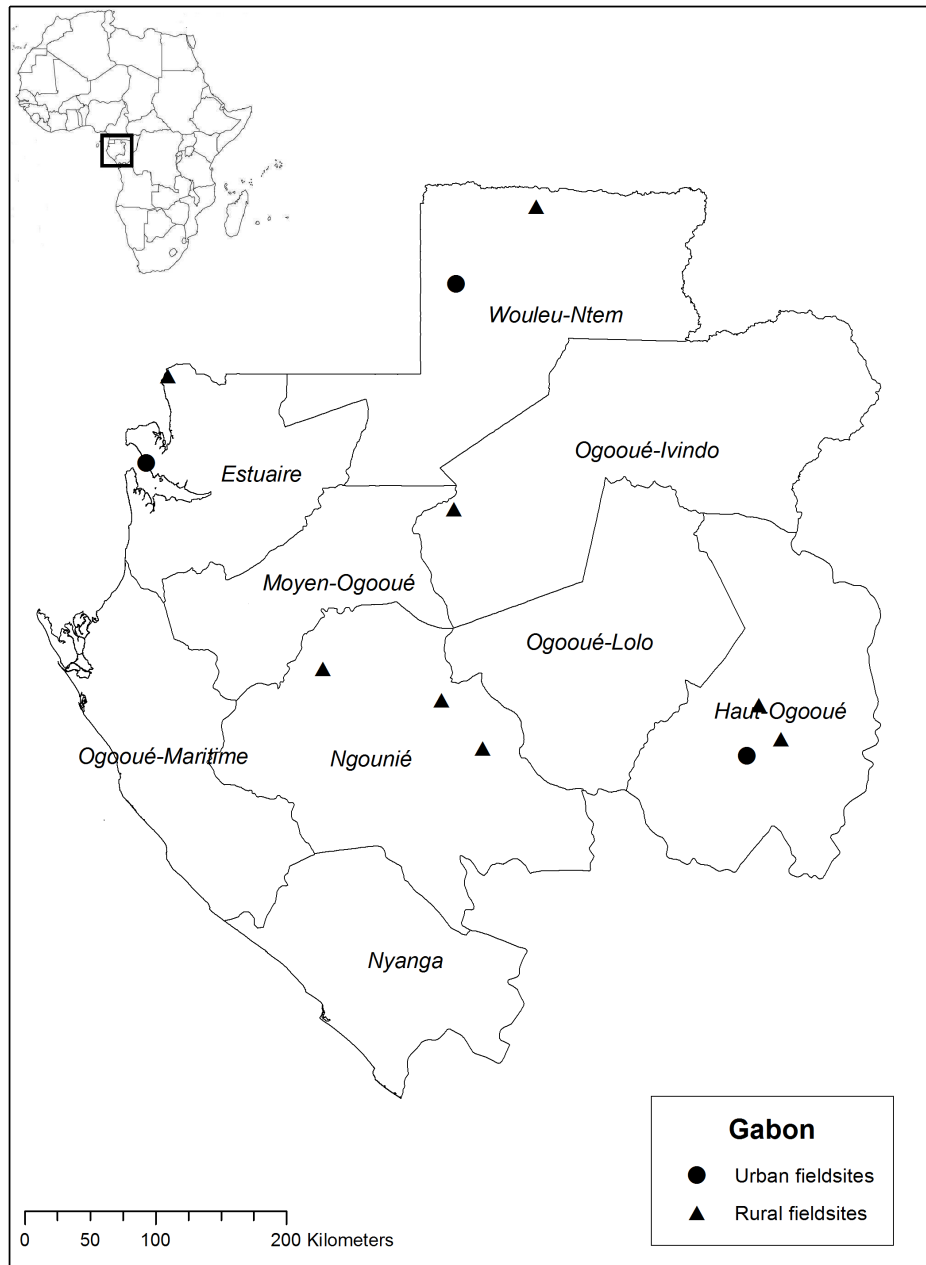 Wouleu-Ntem
Ogooué-Ivindo
Estuaire
Moyen-Ogooué
Ogooué-Lolo
Haut-Ogooué
Ogooué-Maritime
Ngounié
Nyanga
Gabon
Urban fieldsites
Rural fieldsites
0 50 100 200 Kilometers